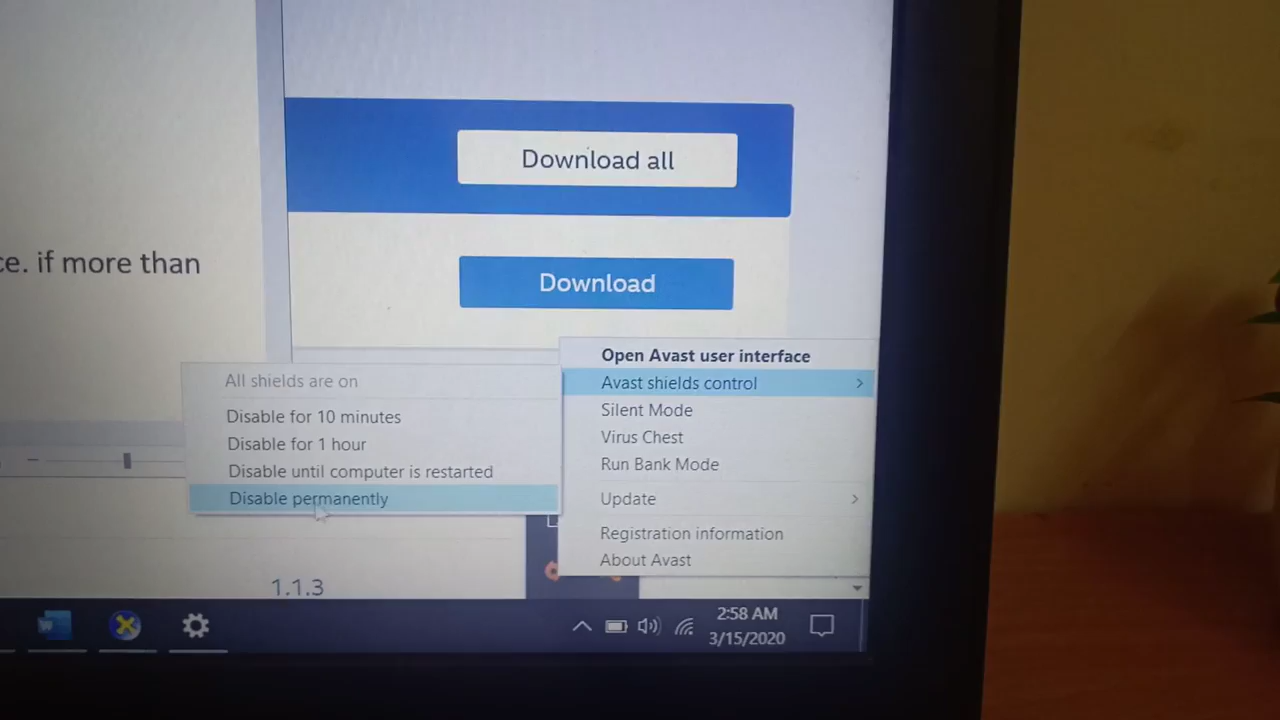 Download all
ce. if more than
Download
Open Avast user interface
Avast shields control
Silent Mode
Virus Chest
Run Bank Mode
Update
Registration information
About Avast
All shields are on
Disable for 10 minutes
Disable for 1 hour
Disable until computer is restarted
Disable permanently
1.1.3
2:58 AM
3/15/2020